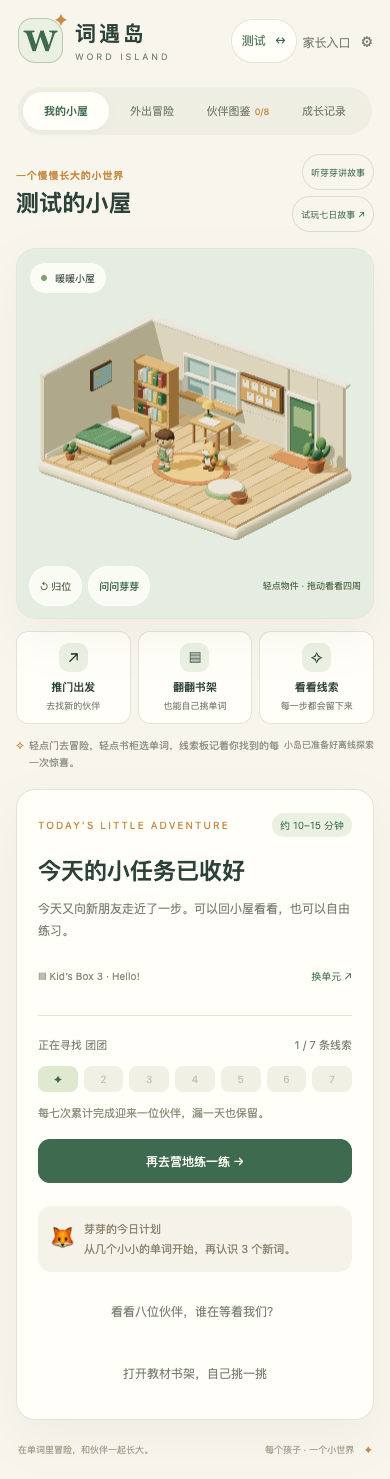 W 词遇岛
WORD ISLAND
测试 ↔ 家长入口
我的小屋 外出冒险 伙伴图鉴 0/8 成长记录
一个慢慢长大的小世界
测试的小屋
听芽芽讲故事
试玩七日故事 ↗
暖暖小屋
归位 问问芽芽 轻点物件 · 拖动看看四周
推门出发
去找新的伙伴
翻翻书架
也能自己挑单词
看看线索
每一步都会留下来
轻点门去冒险，轻点书柜选单词，线索板记着你找到的每
一次惊喜。
小岛已准备好离线探索
TODAY'S LITTLE ADVENTURE 约 10–15 分钟
今天的小任务已收好
今天又向新朋友走近了一步。可以回小屋看看，也可以自由
练习。
Kid's Box 3 · Hello! 换单元 ↗
正在寻找 团团 1 / 7 条线索
✦ 2 3 4 5 6 7
每七次累计完成迎来一位伙伴，漏一天也保留。
再去营地练一练 →
芽芽的今日计划
从几个小小的单词开始，再认识 3 个新词。
看看八位伙伴，谁在等着我们?
打开教材书架，自己挑一挑
在单词里冒险，和伙伴一起长大。 每个孩子 · 一个小世界 ✦